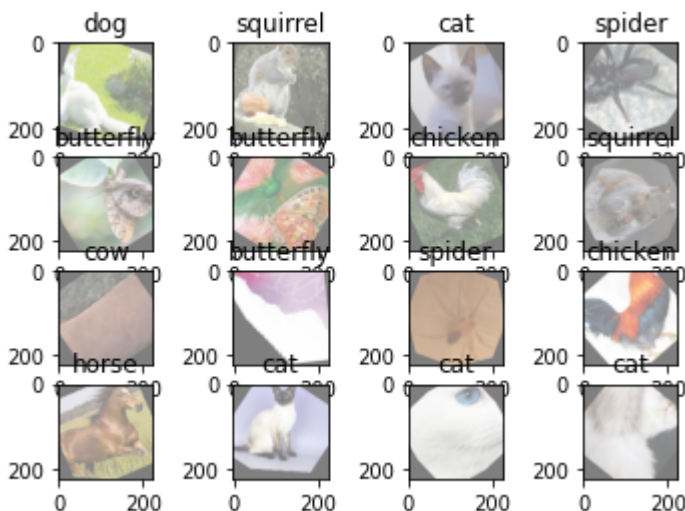 dog squirrel cat spider
0 0 0 0
200 200 200 200
butterfly butterfly chicken squirrel
0 0 0 0
200 200 200 200
cow butterfly spider chicken
0 0 0 0
200 200 200 200
horse cat cat cat
0 0 0 0
200 200 200 200
0 200 0 200 0 200 0 200